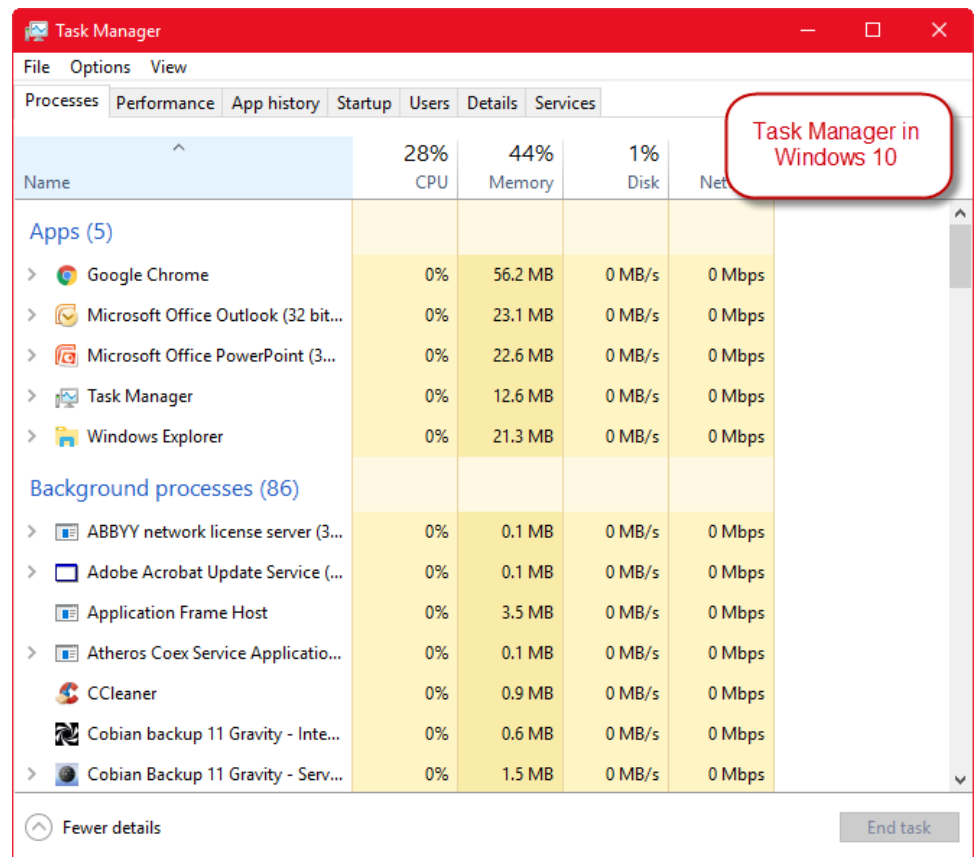 Task Manager
File Options View
Processes Performance App history Startup Users Details Services
Task Manager in
Windows 10
28% 44% 1%
Name CPU Memory Disk
Apps (5)
Google Chrome 0% 56.2 MB 0 MB/s 0 Mbps
Microsoft Office Outlook (32 bit... 0% 23.1 MB 0 MB/s 0 Mbps
Microsoft Office PowerPoint (3... 0% 22.6 MB 0 MB/s 0 Mbps
Task Manager 0% 12.6 MB 0 MB/s 0 Mbps
Windows Explorer 0% 21.3 MB 0 MB/s 0 Mbps
Background processes (86)
ABBYY network license server (3... 0% 0.1 MB 0 MB/s 0 Mbps
Adobe Acrobat Update Service (... 0% 0.1 MB 0 MB/s 0 Mbps
Application Frame Host 0% 3.5 MB 0 MB/s 0 Mbps
Atheros Coex Service Applicatio... 0% 0.1 MB 0 MB/s 0 Mbps
CCleaner 0% 0.9 MB 0 MB/s 0 Mbps
Cobian backup 11 Gravity - Inte... 0% 0.6 MB 0 MB/s 0 Mbps
Cobian Backup 11 Gravity - Serv... 0% 1.5 MB 0 MB/s 0 Mbps
Fewer details End task